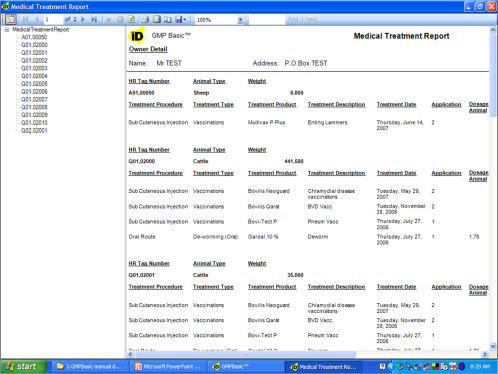 Medical Treatment Report
1 of 2 100% Find | Next
MedicalTreatmentReport
A01,00050
Q01,02000
Q01,02001
Q01,02002
Q01,02003
Q01,02004
Q01,02005
Q01,02006
Q01,02007
Q01,02008
Q01,02009
Q01,02010
Q02,02001
iD GMP Basic™ Medical Treatment Report
Owner Detail
Name: Mr TEST Address: P.O.Box TEST
HR Tag Number Animal Type Weight
A01,00050 Sheep 6.800
Treatment Procedure Treatment Type Treatment Product Treatment Description Treatment Date Application Dosage
Animal
Sub Cutaneous Injection Vaccinations Multivax P Plus Enting Lammers Thursday, June 14, 2
2007
HR Tag Number Animal Type Weight
Q01,02000 Cattle 441.500
Treatment Procedure Treatment Type Treatment Product Treatment Description Treatment Date Application Dosage
Animal
Sub Cutaneous Injection Vaccinations Bovilis Neoguard Chlamydial disease Tuesday, May 29, 2
vaccinations 2007
Sub Cutaneous Injection Vaccinations Bovilis Qarat BVD Vacc Tuesday, November 2
28, 2006
Sub Cutaneous Injection Vaccinations Bovi-Tect P Pneum Vacc Thursday, July 27, 1
2006
Oral Route De-worming (Oral) Gardal 10 % Deworm Thursday, July 27, 1 1.75
2006
HR Tag Number Animal Type Weight
Q01,02001 Cattle 35.000
Treatment Procedure Treatment Type Treatment Product Treatment Description Treatment Date Application Dosage
Animal
Sub Cutaneous Injection Vaccinations Bovilis Neoguard Chlamydial disease Tuesday, May 29, 2
vaccinations 2007
Sub Cutaneous Injection Vaccinations Bovilis Qarat BVD Vacc Tuesday, November 2
28, 2006
Sub Cutaneous Injection Vaccinations Bovi-Tect P Pneum Vacc Thursday, July 27, 1
2006
start 2.GMPBasic manual d... Microsoft PowerPoint ... GMPBasic™ Medical Treatment Re... 8:29 AM